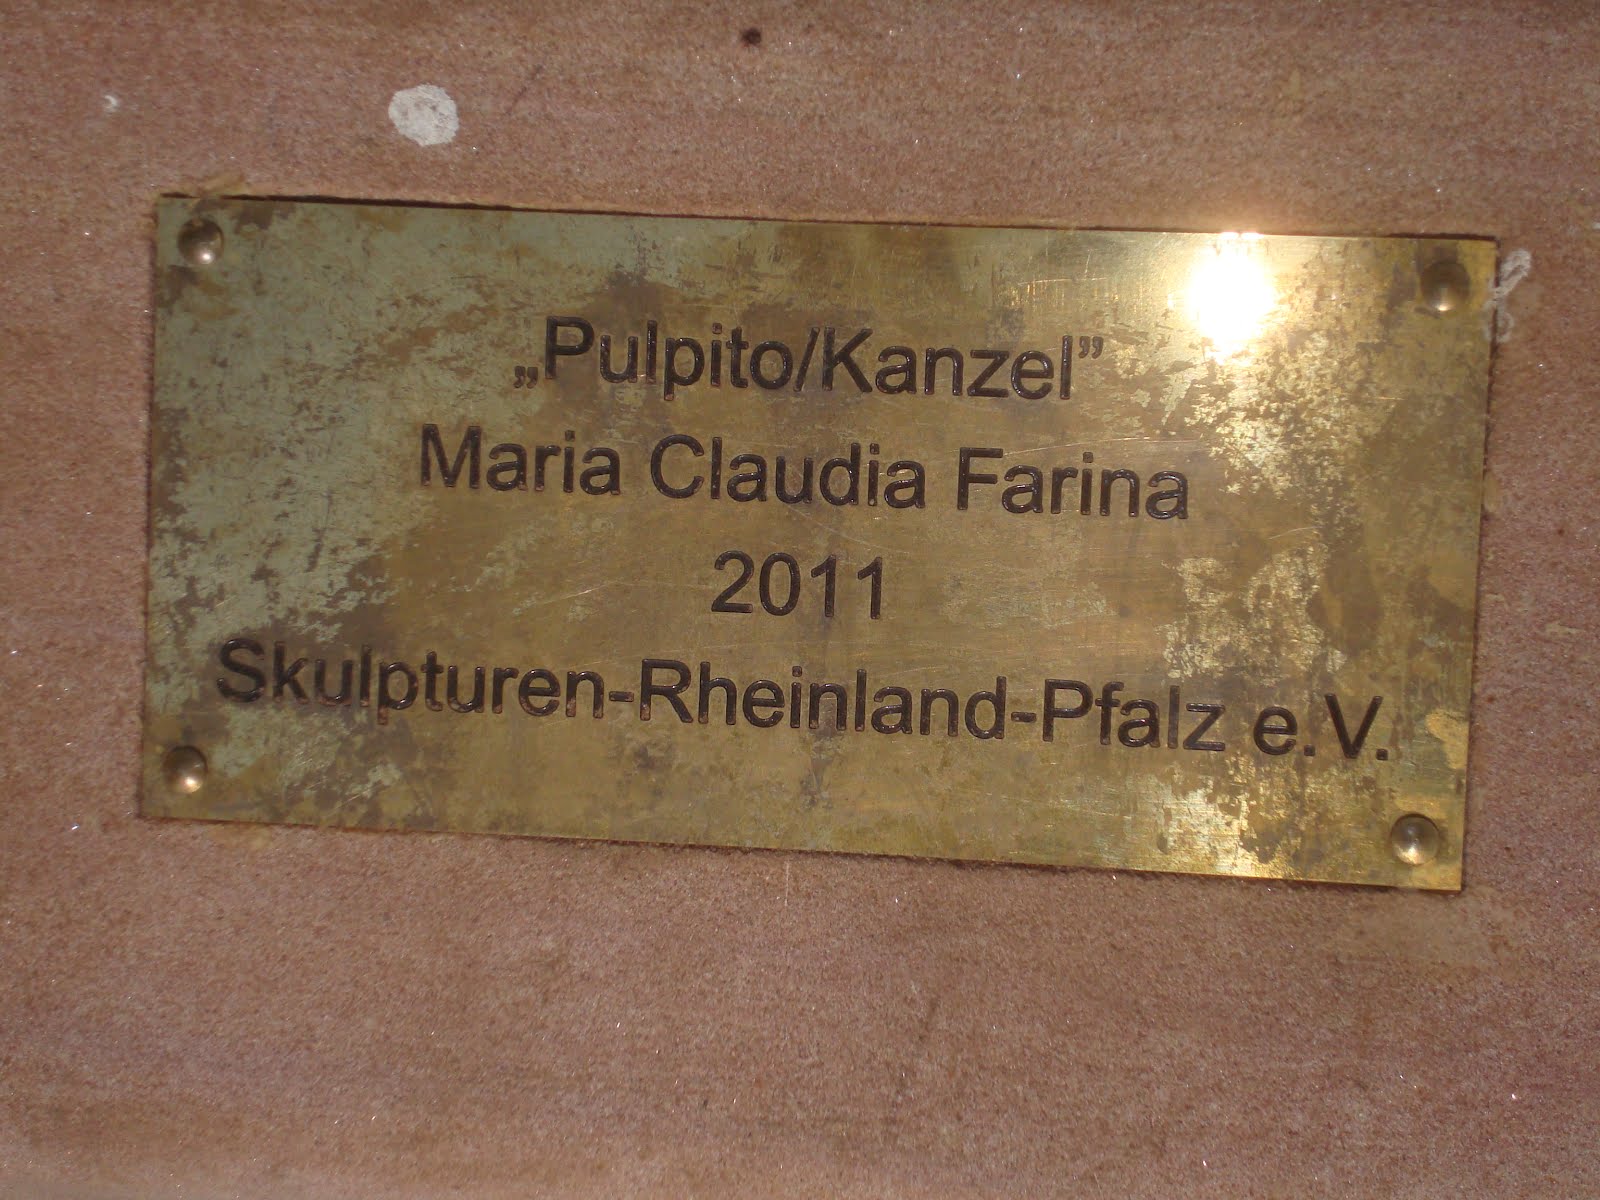 „Pulpito/Kanzel”
Maria Claudia Farina
2011
Skulpturen-Rheinland-Pfalz e.V.